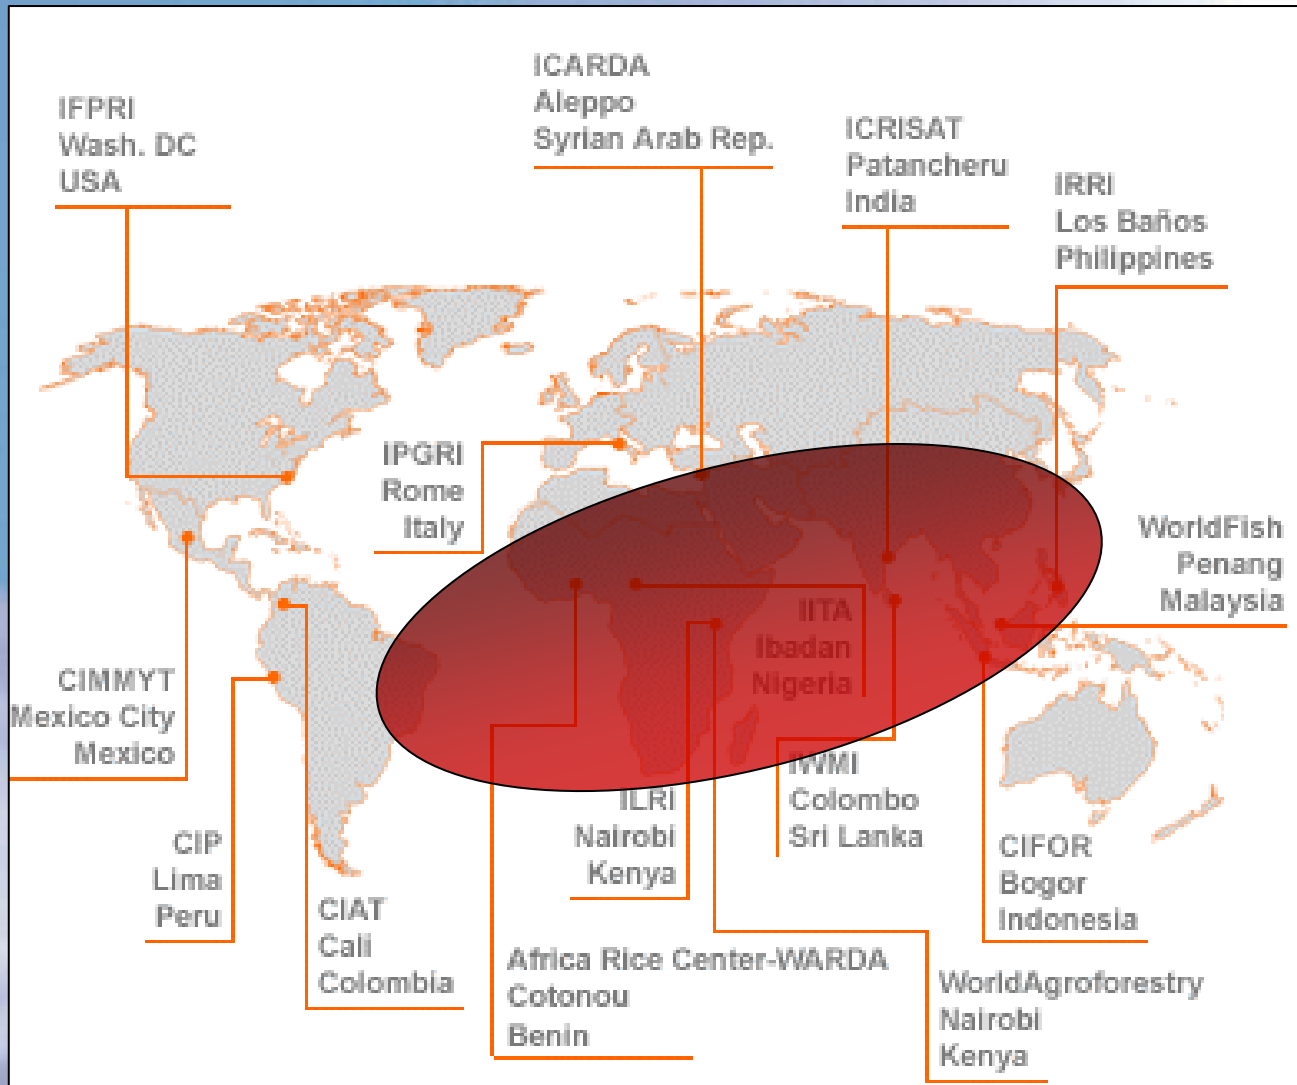 IFPRI
Wash. DC
USA
ICARDA
Aleppo
Syrian Arab Rep.
ICRISAT
Patancheru
India
IRRI
Los Baños
Philippines
IPGRI
Rome
Italy
WorldFish
Penang
Malaysia
IITA
Ibadan
Nigeria
CIMMYT
Mexico City
Mexico
IWMI
Colombo
Sri Lanka
ILRI
Nairobi
Kenya
CIP
Lima
Peru
CIFOR
Bogor
Indonesia
CIAT
Cali
Colombia
Africa Rice Center-WARDA
Cotonou
Benin
WorldAgroforestry
Nairobi
Kenya